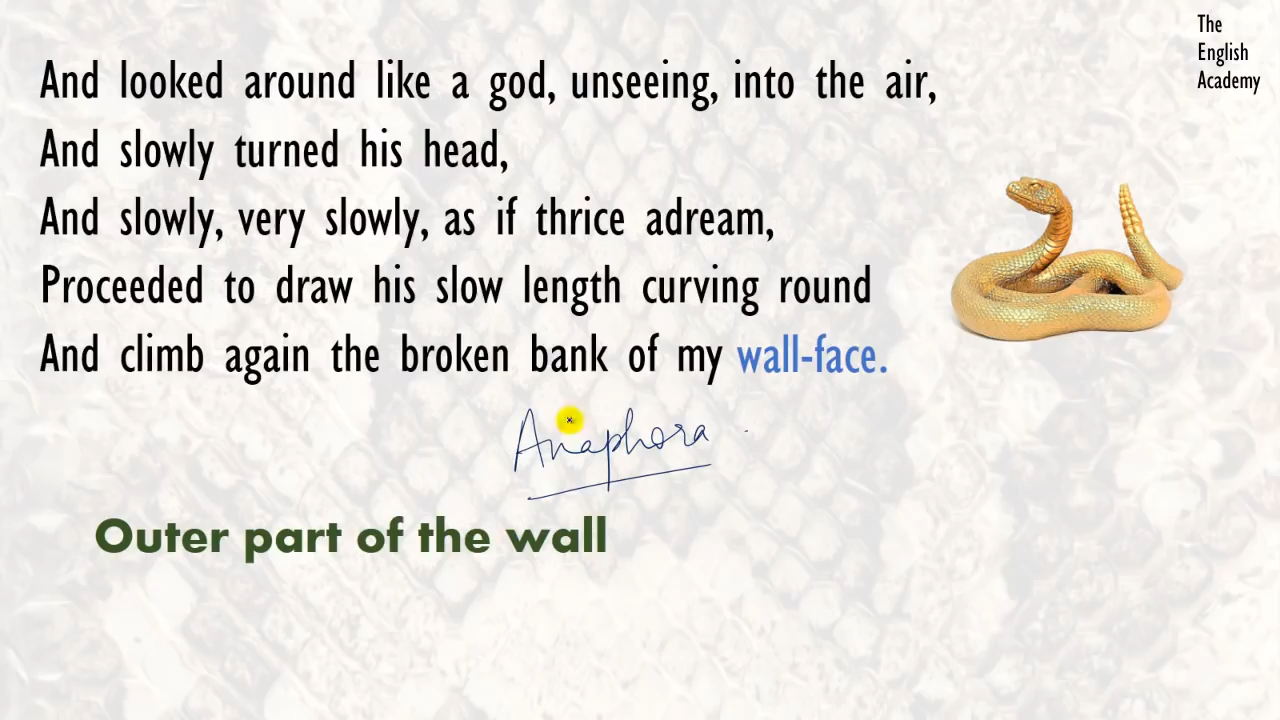 The
English
Academy
And looked around like a god, unseeing, into the air,
And slowly turned his head,
And slowly, very slowly, as if thrice adream,
Proceeded to draw his slow length curving round
And climb again the broken bank of my wall-face.
Anaphora
Outer part of the wall